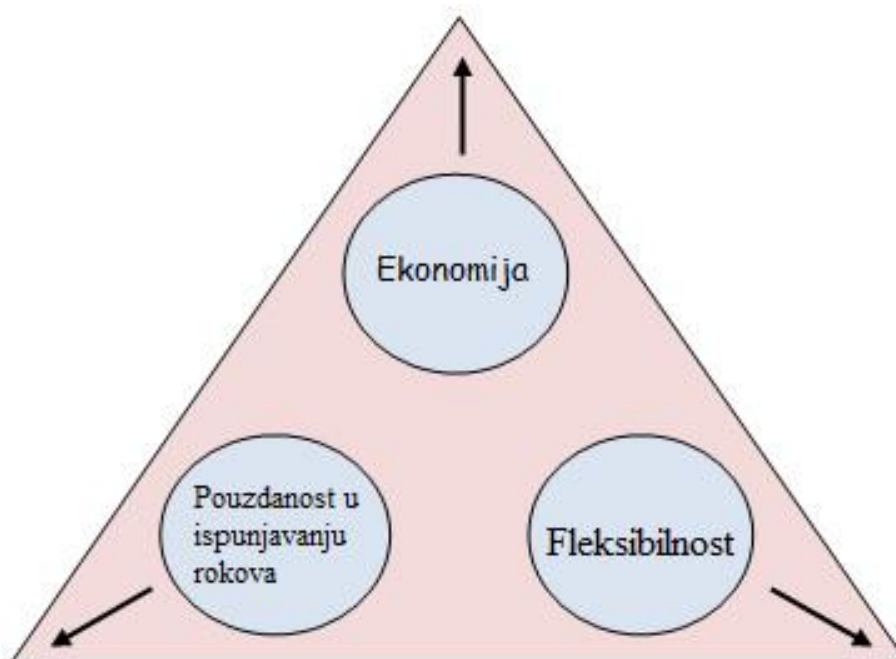 Ekonomija
Pouzdanost u
ispunjavanju
rokova
Fleksibilnost